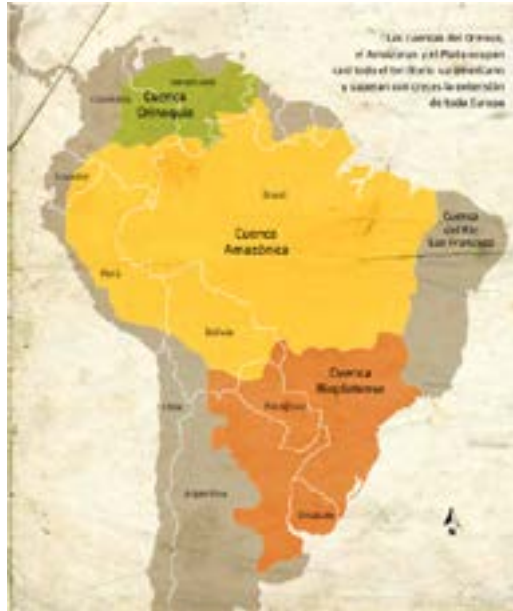 Las cuencas del Orinoco,
el Amazonas y el Plata ocupan
casi todo el territorio suramericano
y superan con creces la extensión
de toda Europa
Venezuela
Colombia
Cuenca
Orinoquia
Ecuador
Brasil
Cuenca
del Río
San Francisco
Cuenca
Amazónica
Perú
Bolivia
Cuenca
Rioplatense
Chile
Paraguay
Argentina
Uruguay